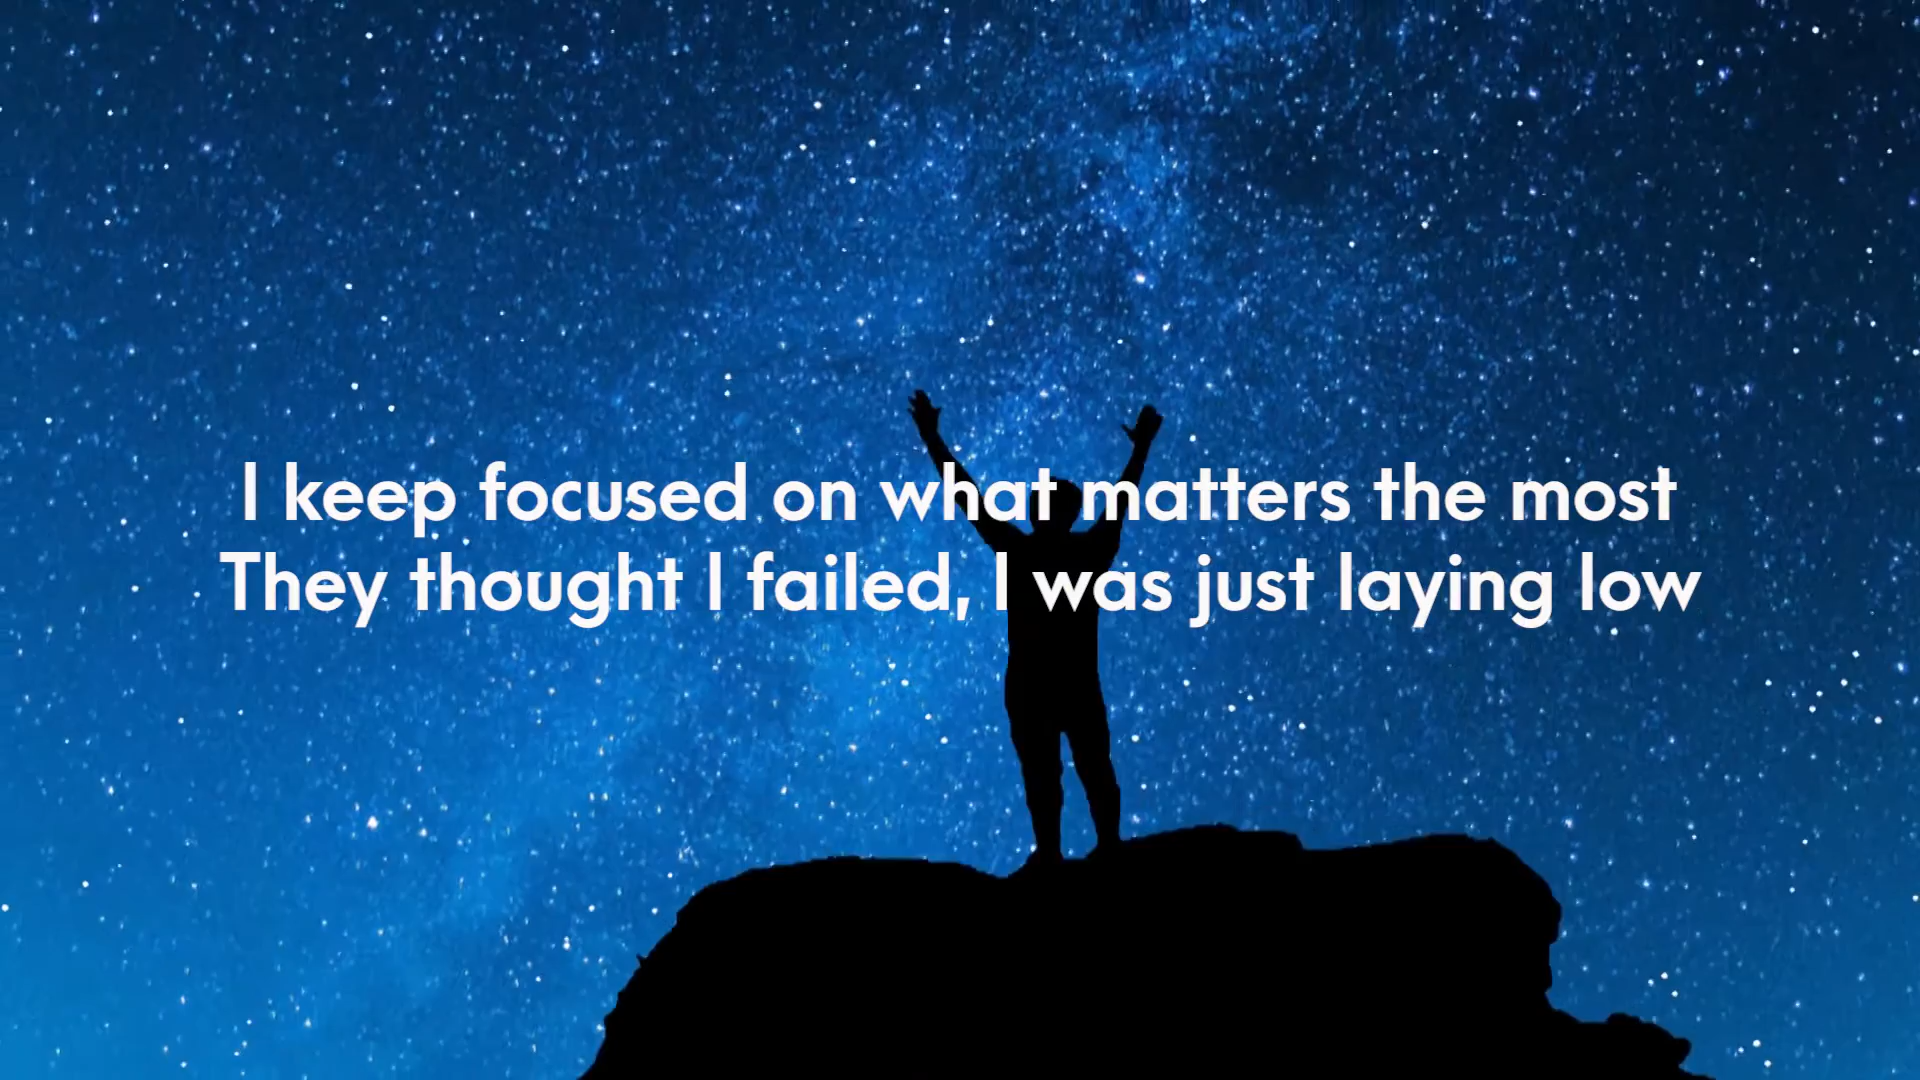 I keep focused on what matters the most
They thought I failed, I was just laying low